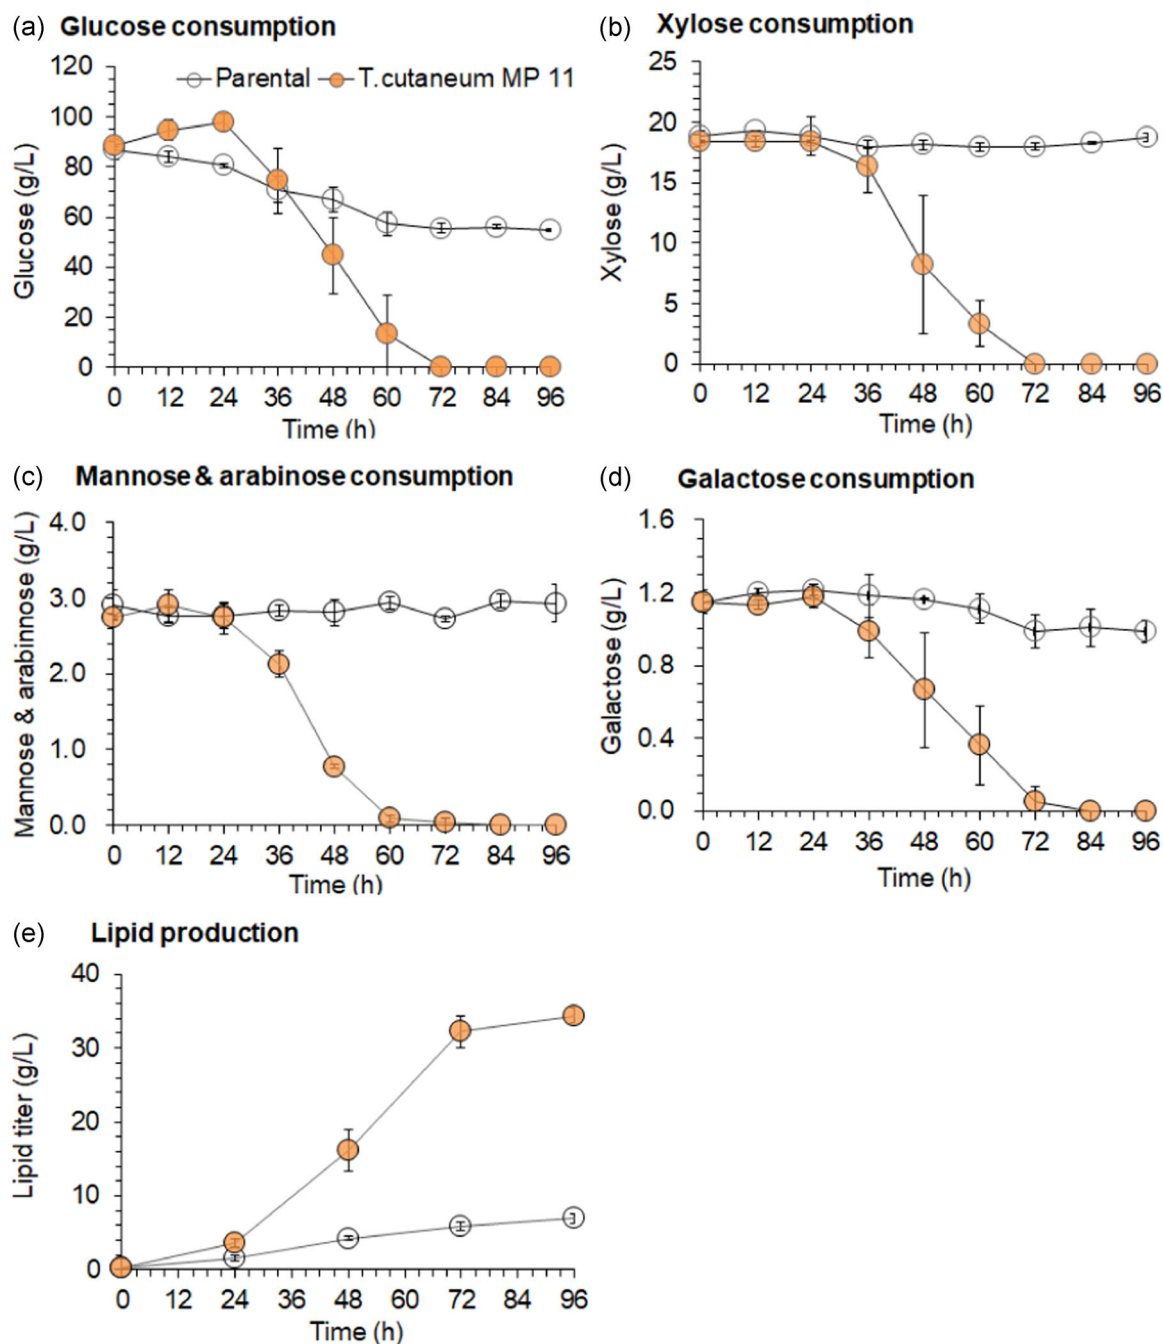 (a) Glucose consumption
120
100
80
60
40
20
0
Glucose (g/L)
Parental T.cutaneum MP 11
0 12 24 36 48 60 72 84 96
Time (h)
(b) Xylose consumption
25
20
15
10
5
0
Xylose (g/L)
0 12 24 36 48 60 72 84 96
Time (h)
(c) Mannose & arabinose consumption
4.0
3.0
2.0
1.0
0.0
Mannose & arabinnose (g/L)
0 12 24 36 48 60 72 84 96
Time (h)
(d) Galactose consumption
1.6
1.2
0.8
0.4
0.0
Galactose (g/L)
0 12 24 36 48 60 72 84 96
Time (h)
(e) Lipid production
40
30
20
10
0
Lipid titer (g/L)
0 12 24 36 48 60 72 84 96
Time (h)